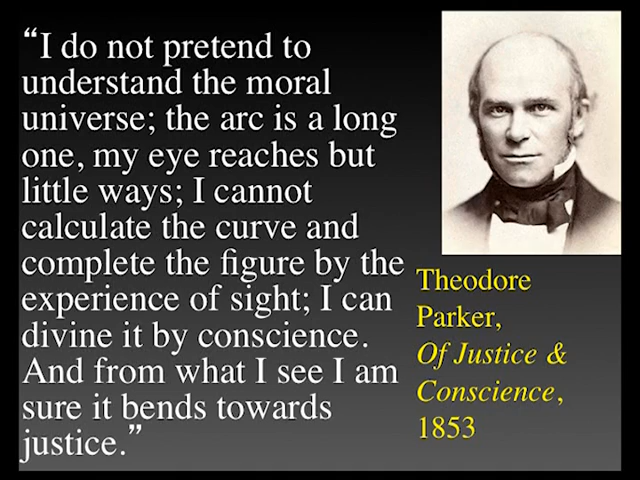 “I do not pretend to
understand the moral
universe; the arc is a long
one, my eye reaches but
little ways; I cannot
calculate the curve and
complete the figure by the
experience of sight; I can
divine it by conscience.
And from what I see I am
sure it bends towards
justice.”
Theodore
Parker,
Of Justice &
Conscience,
1853